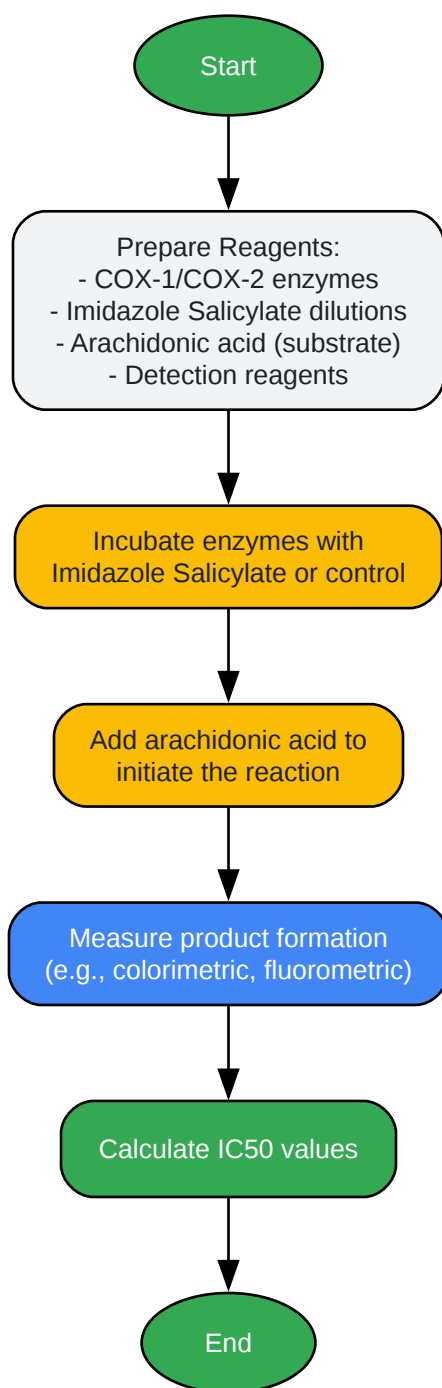 Start
Prepare Reagents:
- COX-1/COX-2 enzymes
- Imidazole Salicylate dilutions
- Arachidonic acid (substrate)
- Detection reagents
Incubate enzymes with
Imidazole Salicylate or control
Add arachidonic acid to
initiate the reaction
Measure product formation
(e.g., colorimetric, fluorometric)
Calculate IC50 values
End